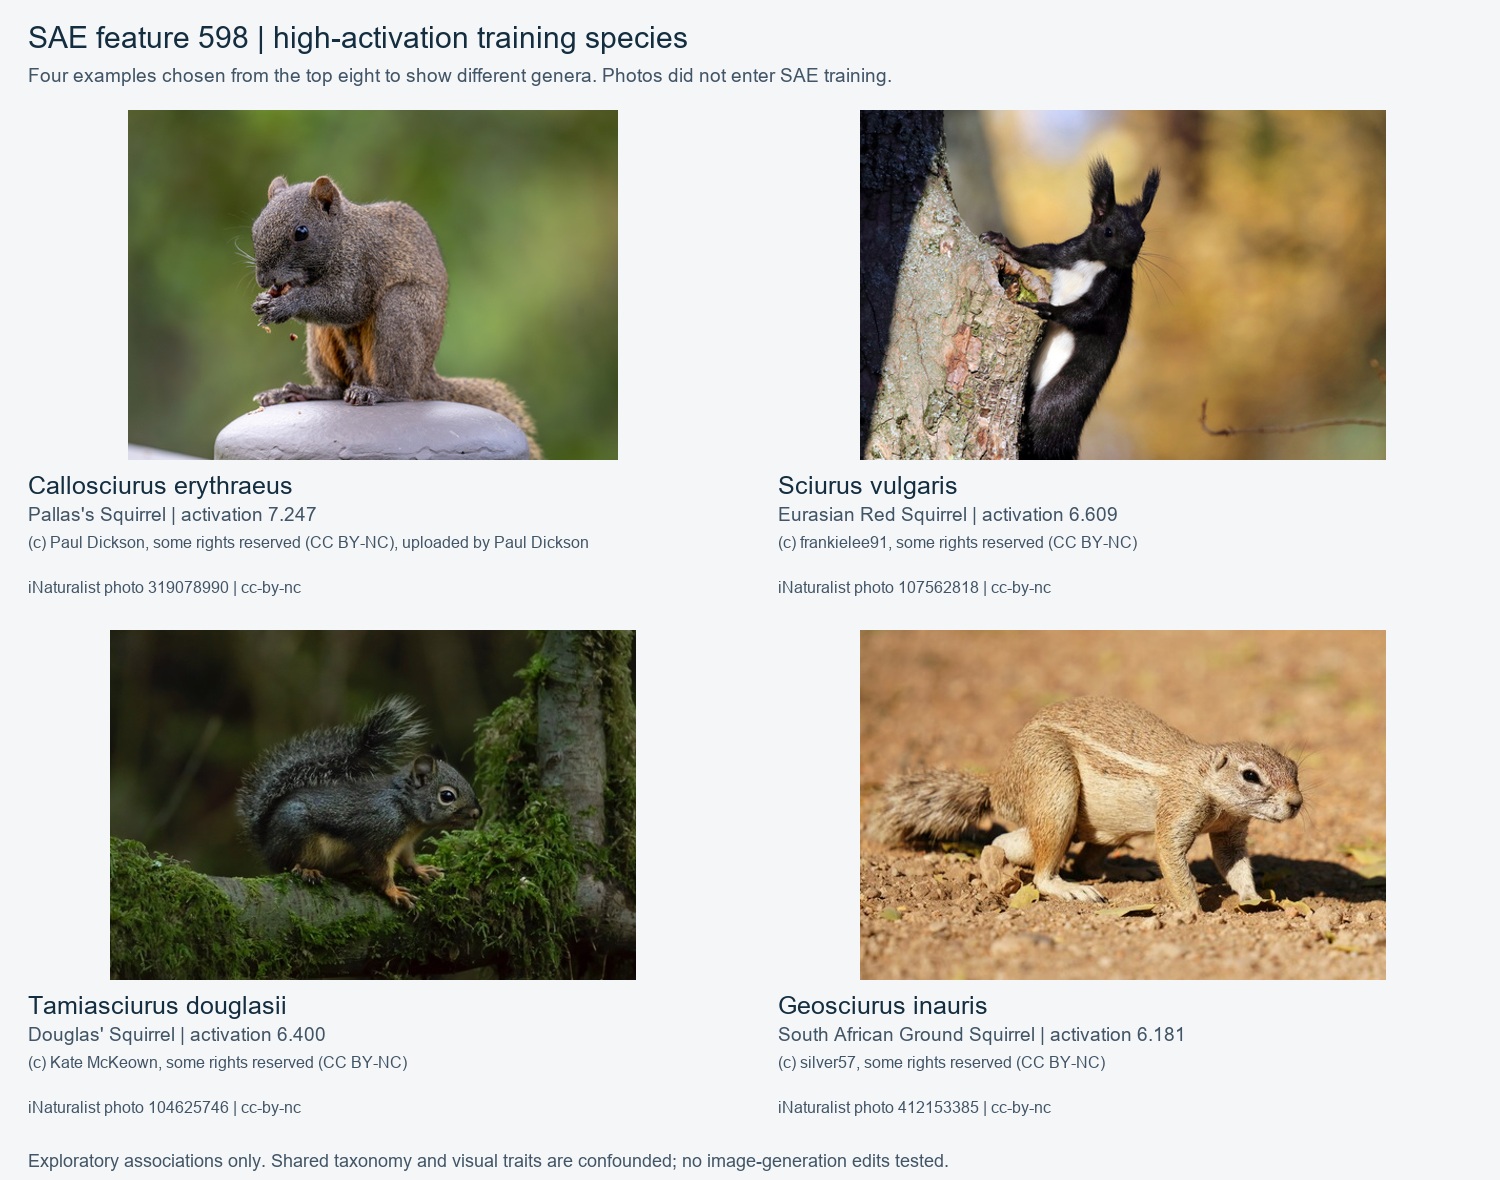 SAE feature 598 | high-activation training species
Four examples chosen from the top eight to show different genera. Photos did not enter SAE training.
Callosciurus erythraeus
Pallas's Squirrel | activation 7.247
(c) Paul Dickson, some rights reserved (CC BY-NC), uploaded by Paul Dickson
iNaturalist photo 319078990 | cc-by-nc
Sciurus vulgaris
Eurasian Red Squirrel | activation 6.609
(c) frankielee91, some rights reserved (CC BY-NC)
iNaturalist photo 107562818 | cc-by-nc
Tamiasciurus douglasii
Douglas' Squirrel | activation 6.400
(c) Kate McKeown, some rights reserved (CC BY-NC)
iNaturalist photo 104625746 | cc-by-nc
Geosciurus inauris
South African Ground Squirrel | activation 6.181
(c) silver57, some rights reserved (CC BY-NC)
iNaturalist photo 412153385 | cc-by-nc
Exploratory associations only. Shared taxonomy and visual traits are confounded; no image-generation edits tested.